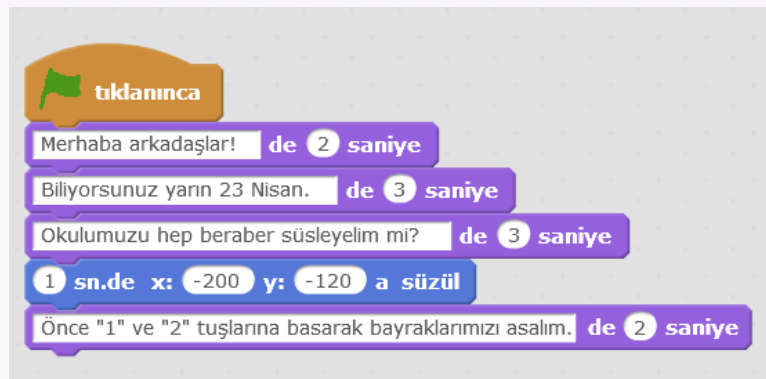 tıklanınca
Merhaba arkadaşlar! de 2 saniye
Biliyorsunuz yarın 23 Nisan. de 3 saniye
Okulumuzu hep beraber süsleyelim mi? de 3 saniye
1 sn.de x: -200 y: -120 a süzül
Önce "1" ve "2" tuşlarına basarak bayraklarımızı asalım. de 2 saniye